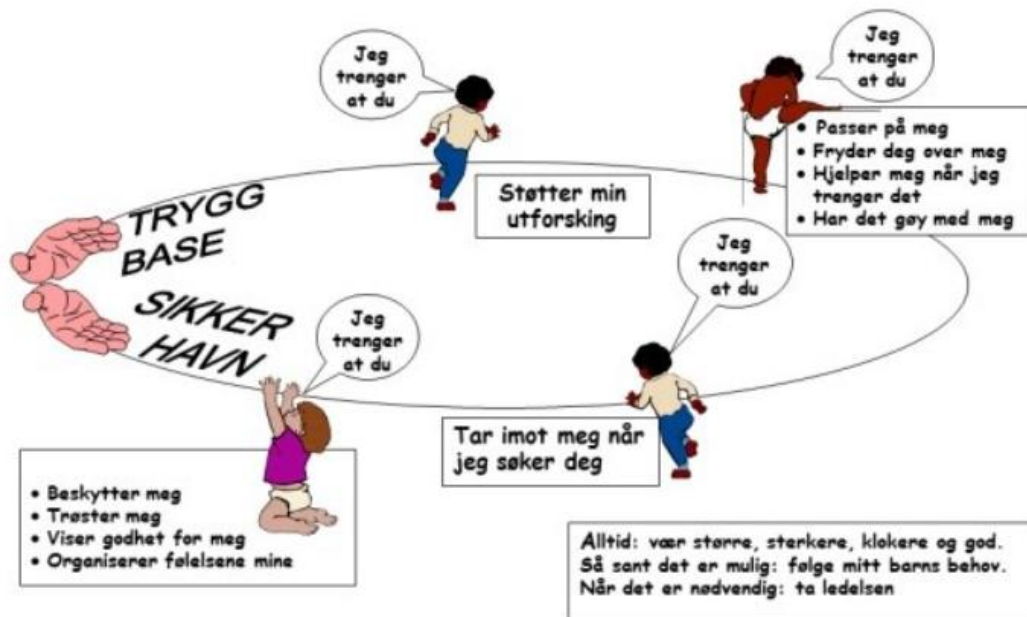 Jeg
trenger
at du
Jeg
trenger
at du
• Passer på meg
• Fryder deg over meg
• Hjelper meg når jeg
trenger det
• Har det gøy med meg
Støtter min
utforsking
TRYGG
BASE
SIKKER
HAVN
Jeg
trenger
at du
Jeg
trenger
at du
Tar imot meg når
jeg søker deg
• Beskytter meg
• Trøster meg
• Viser godhet for meg
• Organiserer følelsene mine
Alltid: vær større, sterkere, klokere og god.
Så sant det er mulig: følge mitt barns behov.
Når det er nødvendig: ta ledelsen